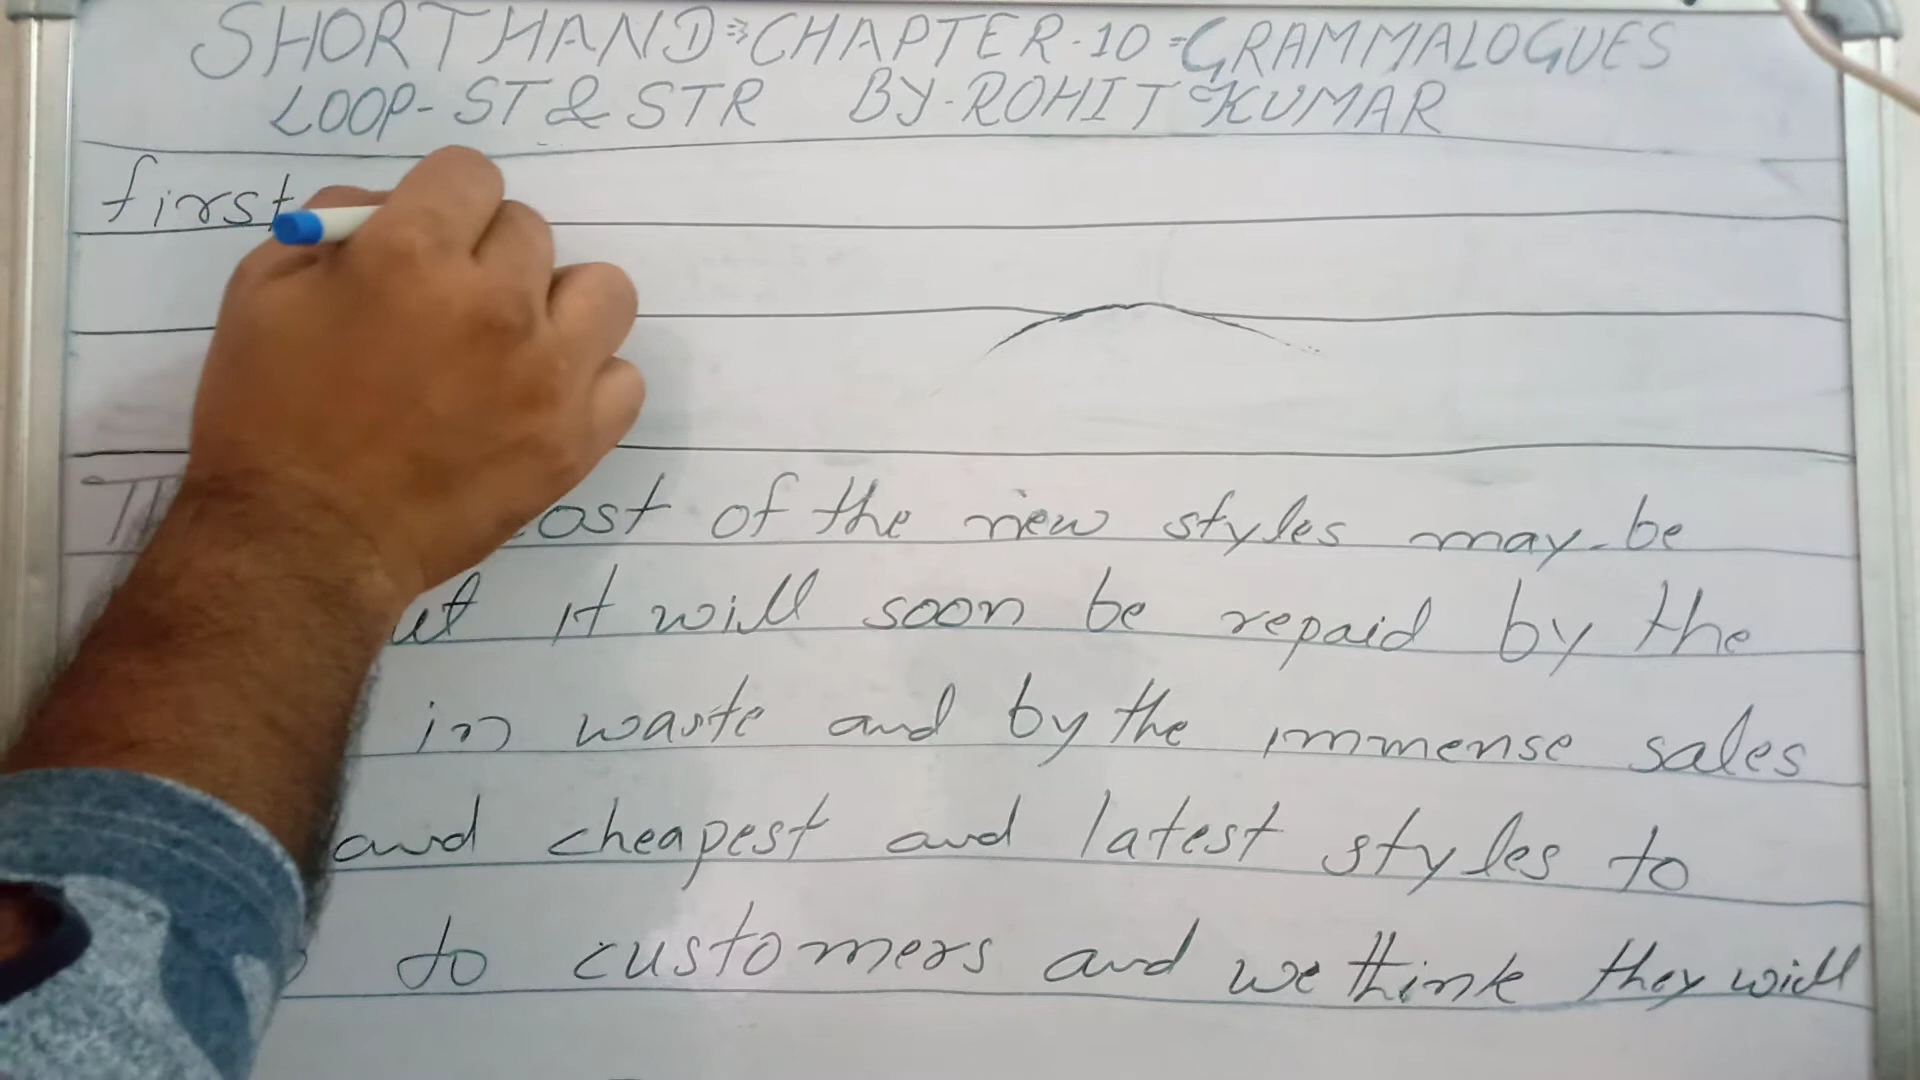 SHORTHAND⇒CHAPTER-10=GRAMMALOGUES
LOOP-ST & STR BY-ROHIT KUMAR
first
of the new styles may-be
it will soon be repaid by the
in waste and by the immense sales
and cheapest and latest styles to
to customers and we think they will